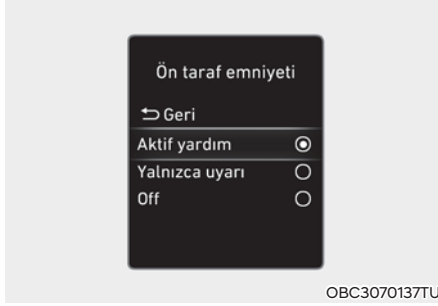 Ön taraf emniyeti
⮌ Geri
Aktif yardım
Yalnızca uyarı
Off
OBC3070137TU